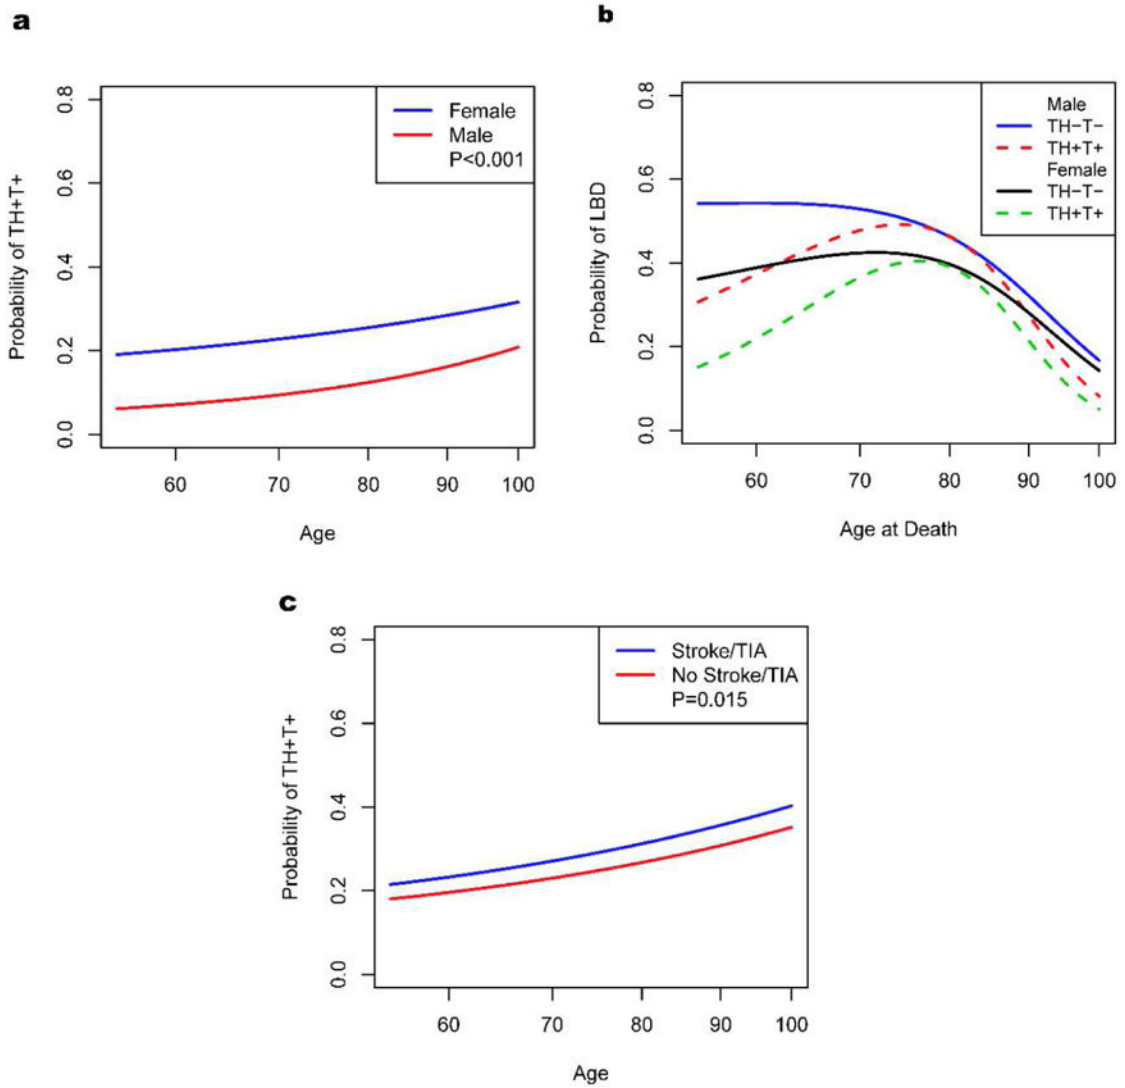 a
0.8
0.6
0.4
0.2
0.0
Probability of TH+T+
Female
Male
P<0.001
60 70 80 90 100
Age
b
0.8
0.6
0.4
0.2
0.0
Probability of LBD
Male
TH−T−
TH+T+
Female
TH−T−
TH+T+
60 70 80 90 100
Age at Death
c
0.8
0.6
0.4
0.2
0.0
Probability of TH+T+
Stroke/TIA
No Stroke/TIA
P=0.015
60 70 80 90 100
Age